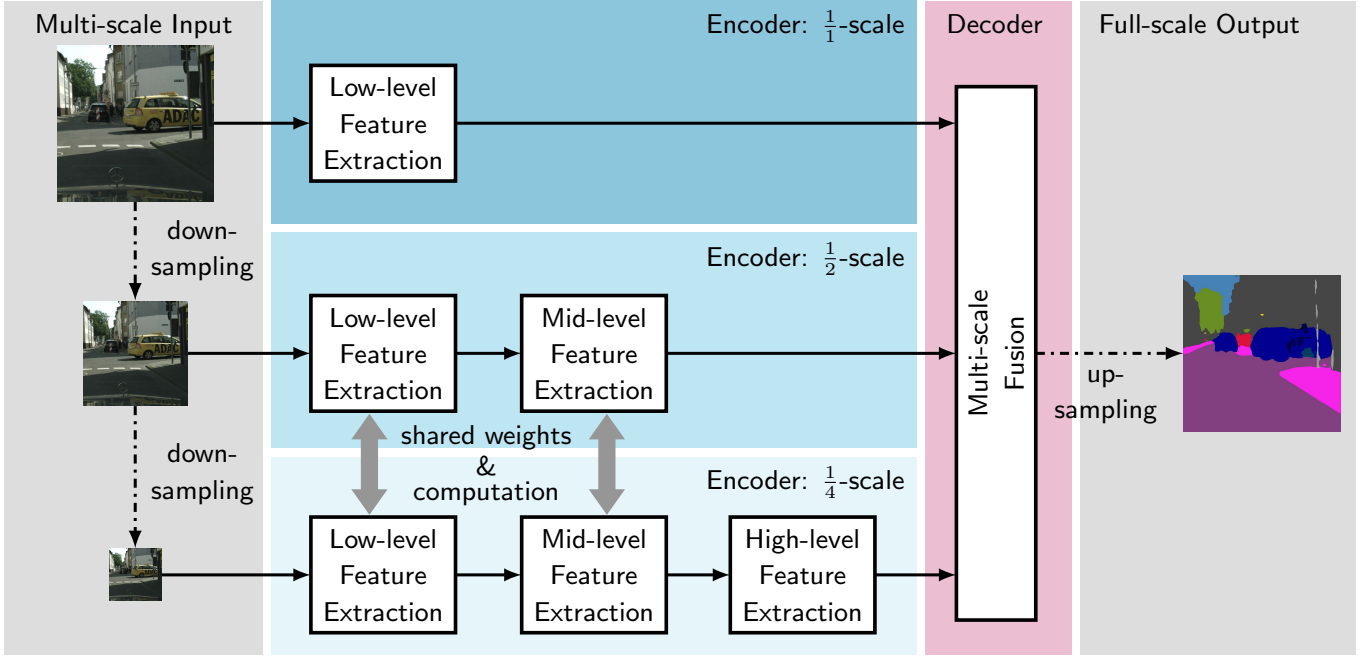 Multi-scale Input
Encoder: 1/1-scale
Decoder
Full-scale Output
ADAC
Low-level
Feature
Extraction
down-
sampling
Encoder: 1/2-scale
ADAC
Low-level
Feature
Extraction
Mid-level
Feature
Extraction
Multi-scale
Fusion
up-
sampling
shared weights
&
computation
down-
sampling
Encoder: 1/4-scale
Low-level
Feature
Extraction
Mid-level
Feature
Extraction
High-level
Feature
Extraction